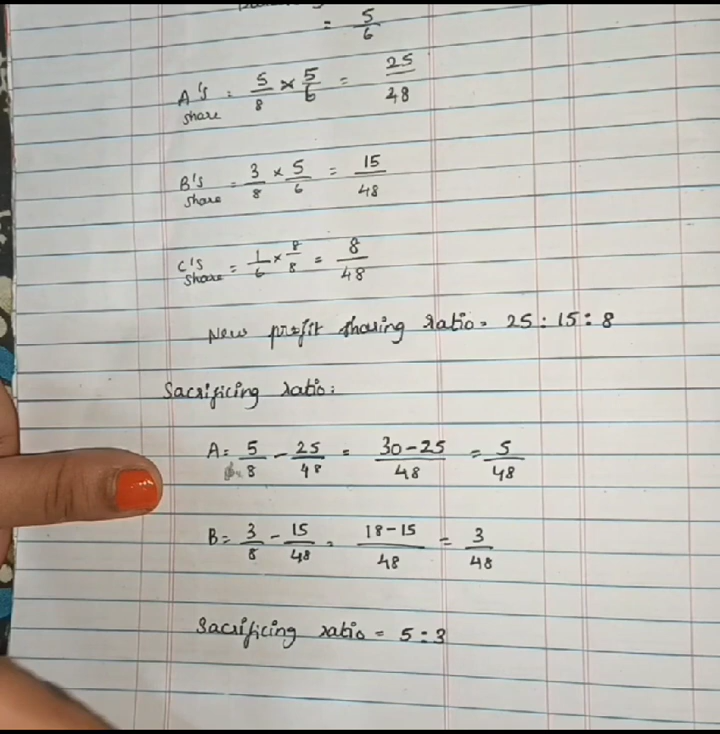 = 5/6
A's share = 5/8 × 5/6 = 25/48
B's share = 3/8 × 5/6 = 15/48
C's share = 1/6 × 8/8 = 8/48
New profit sharing ratio = 25 : 15 : 8
Sacrificing ratio:
A = 5/8 - 25/48 = 30-25/48 = 5/48
B = 3/8 - 15/48 = 18-15/48 = 3/48
Sacrificing ratio = 5 : 3